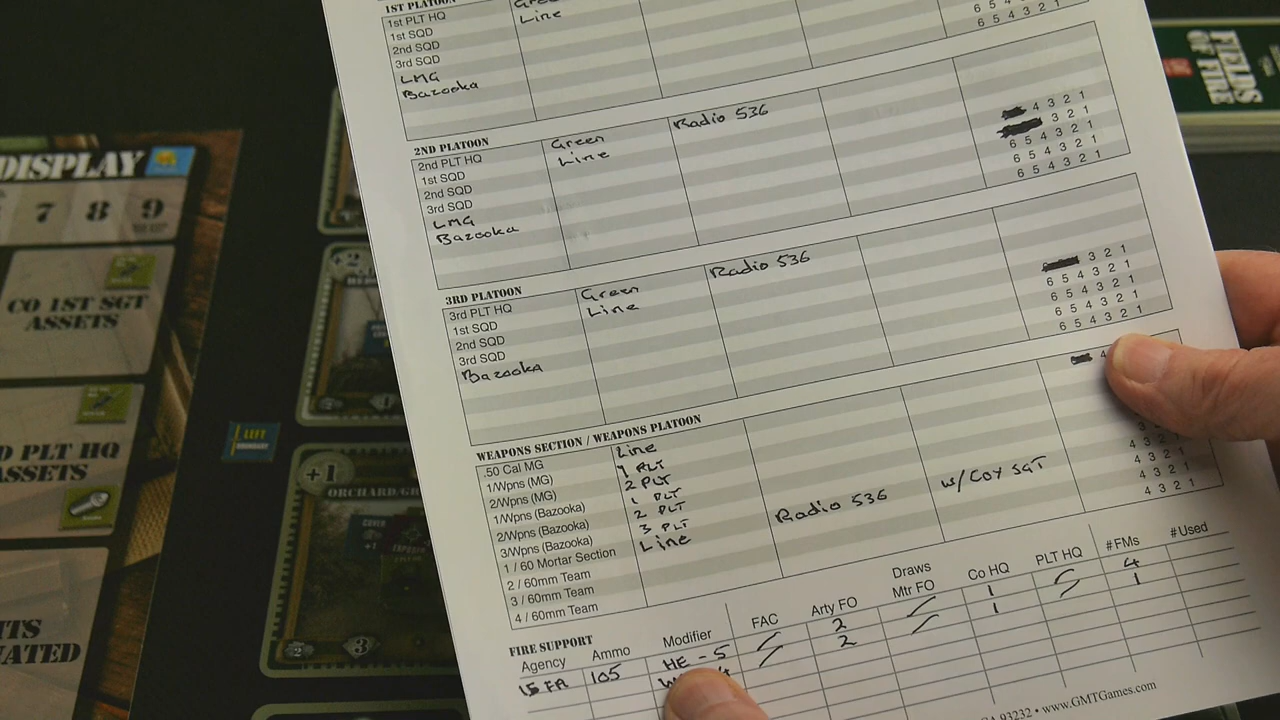 1ST PLATOON
1st PLT HQ
1st SQD
2nd SQD
3rd SQD
LMG
Bazooka
Line
2ND PLATOON
2nd PLT HQ Green Radio 536
1st SQD Line
2nd SQD 4 3 2 1
3rd SQD 3 2 1
LMG 6 5 4 3 2 1
Bazooka 6 5 4 3 2 1
6 5 4 3 2 1
3RD PLATOON
3rd PLT HQ Green Radio 536
1st SQD Line
2nd SQD 3 2 1
3rd SQD 6 5 4 3 2 1
Bazooka 6 5 4 3 2 1
6 5 4 3 2 1
6 5 4 3 2 1
WEAPONS SECTION / WEAPONS PLATOON
.50 Cal MG Line
1/Wpns (MG) 1 PLT
2/Wpns (MG) 2 PLT
1/Wpns (Bazooka) 1 PLT
2/Wpns (Bazooka) 2 PLT
3/Wpns (Bazooka) 3 PLT
1 / 60 Mortar Section Line Radio 536 w/ Coy SGT
2 / 60mm Team
3 / 60mm Team
4 / 60mm Team
4 3 2 1
4 3 2 1
4 3 2 1
4 3 2 1
FIRE SUPPORT
Agency Ammo Modifier FAC Arty FO Draws Mtr FO Co HQ PLT HQ #FMs #Used
15 FA 105 HE -5 2 1 4
2 1 1
CA 93232 • www.GMTGames.com
DISPLAY
7 8 9
CO 1ST SGT
ASSETS
PLT HQ
ASSETS
LEFT
BOUNDARY
+2
+1
ORCHARD/GR
COVER
+1
2
3
FIELDS
OF FIRE